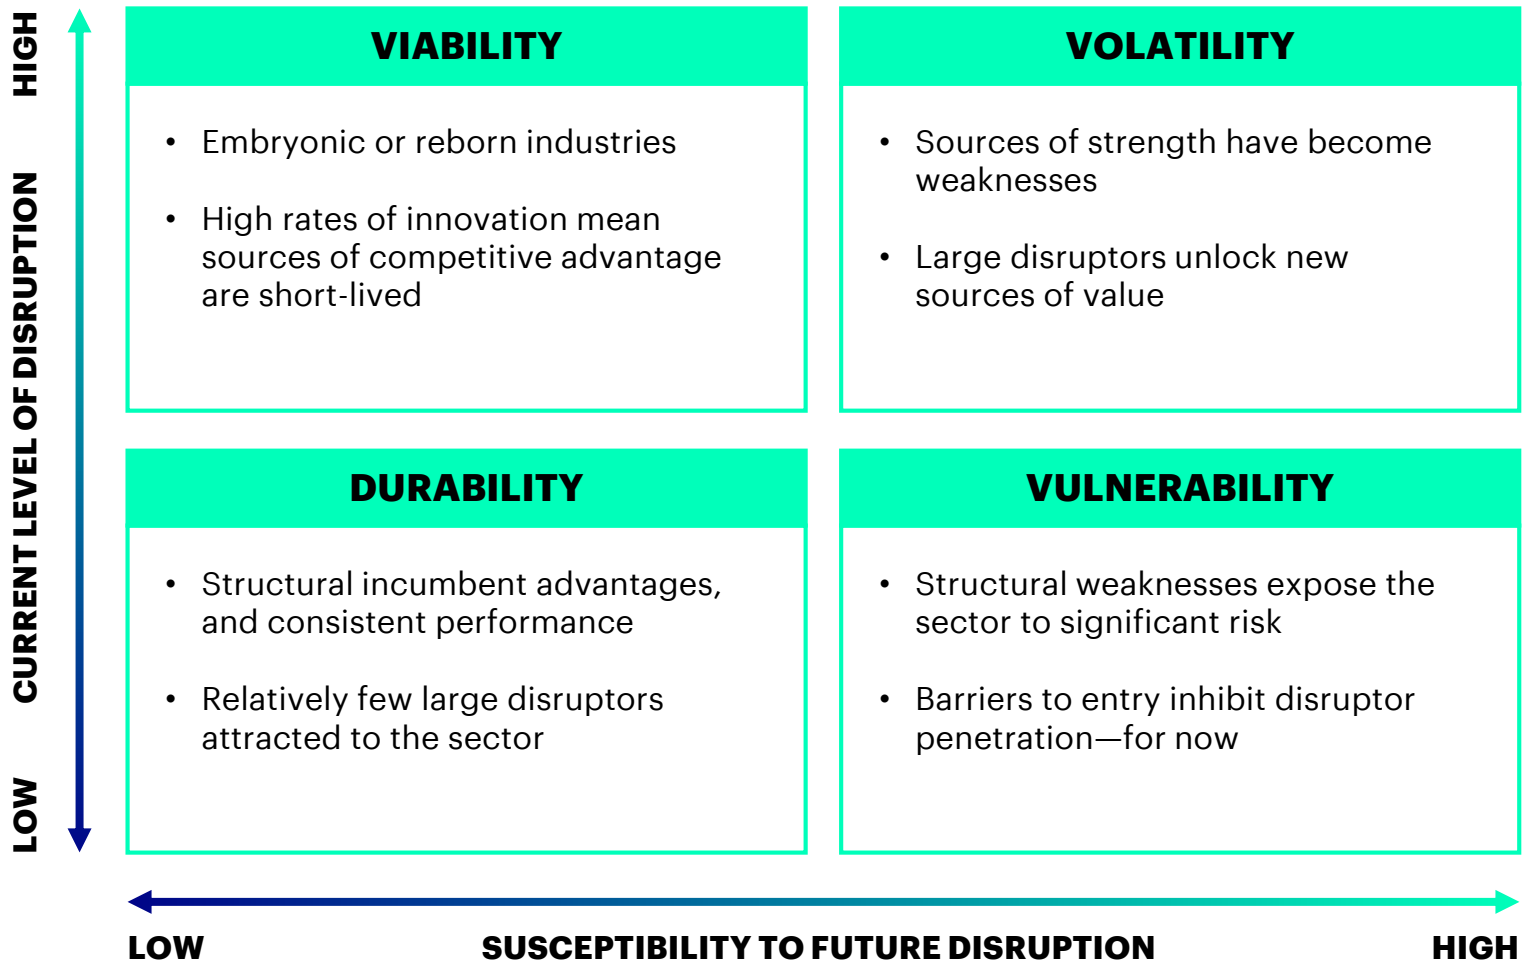 HIGH
CURRENT LEVEL OF DISRUPTION
LOW
VIABILITY
• Embryonic or reborn industries
• High rates of innovation mean
sources of competitive advantage
are short-lived
VOLATILITY
• Sources of strength have become
weaknesses
• Large disruptors unlock new
sources of value
DURABILITY
• Structural incumbent advantages,
and consistent performance
• Relatively few large disruptors
attracted to the sector
VULNERABILITY
• Structural weaknesses expose the
sector to significant risk
• Barriers to entry inhibit disruptor
penetration—for now
LOW
SUSCEPTIBILITY TO FUTURE DISRUPTION
HIGH